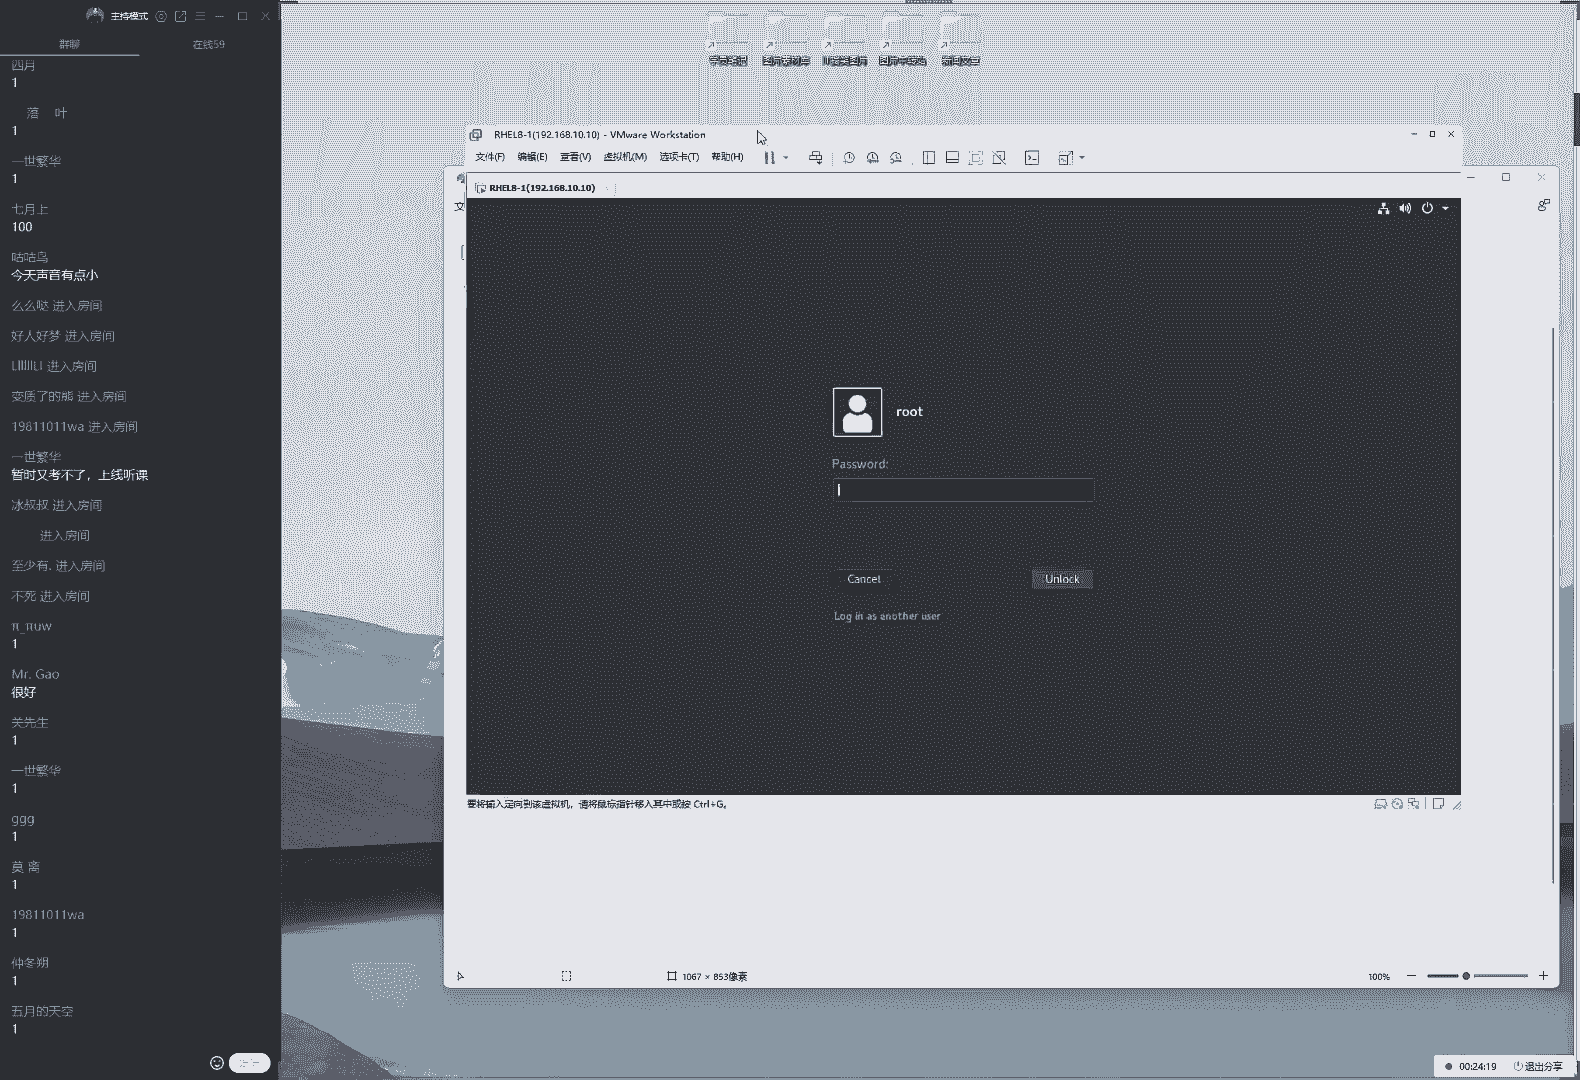 主持模式
群聊
在线59
四月
1
落 叶
1
一世繁华
1
七月上
100
咕咕鸟
今天声音有点小
么么哒 进入房间
好人好梦 进入房间
进入房间
变质了的熊 进入房间
19811011wa 进入房间
一世繁华
暂时又考不了，上线听课
冰叔叔 进入房间
进入房间
至少有. 进入房间
不死 进入房间
π_πuw
1
Mr. Gao
很好
关先生
1
一世繁华
1
ggg
1
莫 离
1
19811011wa
1
仲冬朔
1
五月的天空
1
RHEL8-1(192.168.10.10) - VMware Workstation
文件(F) 编辑(E) 查看(V) 虚拟机(M) 选项卡(T) 帮助(H)
RHEL8-1(192.168.10.10)
文
root
Password:
Cancel
Unlock
Log in as another user
要将输入定向到该虚拟机，请将鼠标指针移入其中或按 Ctrl+G。
1067 × 853像素
100%
00:24:19
退出分享